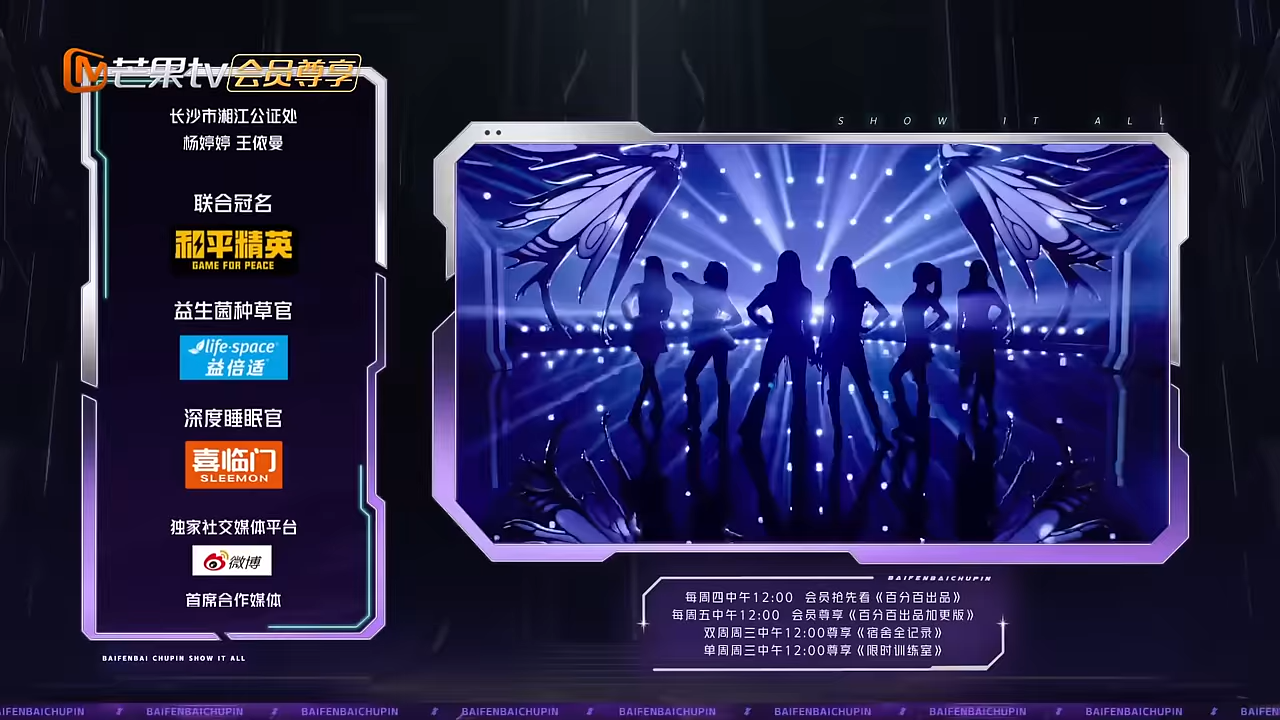 芒果tv 会员尊享
长沙市湘江公证处
杨婷婷 王依曼
联合冠名
和平精英
GAME FOR PEACE
益生菌种草官
life·space
益倍适
深度睡眠官
喜临门
SLEEMON
独家社交媒体平台
微博
首席合作媒体
BAIFENBAI CHUPIN SHOW IT ALL
SHOW IT ALL
BAIFENBAICHUPIN
每周四中午12:00 会员抢先看《百分百出品》
每周五中午12:00 会员尊享《百分百出品加更版》
双周周三中午12:00尊享《宿舍全记录》
单周周三中午12:00尊享《限时训练室》
IFENBAICHUPIN BAIFENBAICHUPIN BAIFENBAICHUPIN BAIFENBAICHUPIN BAIFENBAICHUPIN BAIFENBAICHUPIN BAIFENBAICHUPIN BAIFENBAICHUPIN BAIFEN